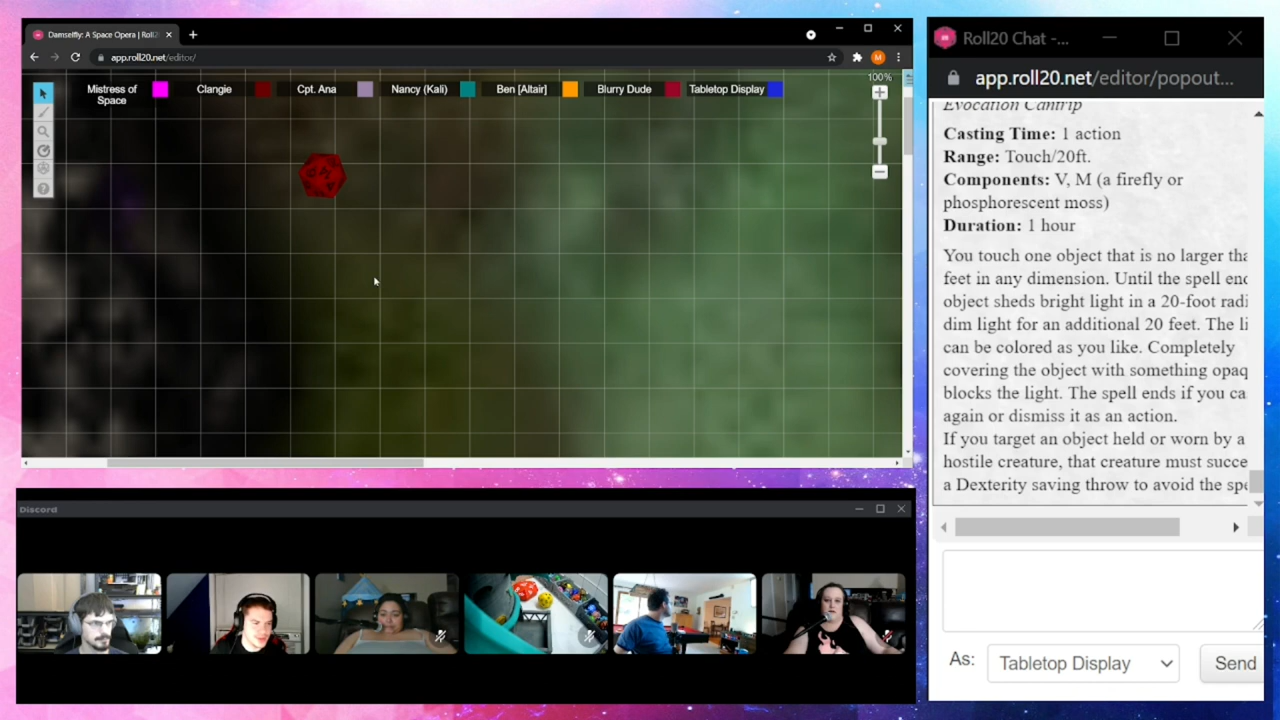 Damselfly: A Space Opera | Roll2
app.roll20.net/editor/
M
100%
Mistress of
Space
Clangie
Cpt. Ana
Nancy (Kali)
Ben [Altair]
Blurry Dude
Tabletop Display
Discord
Roll20 Chat -...
app.roll20.net/editor/popout...
Evocation Cantrip
Casting Time: 1 action
Range: Touch/20ft.
Components: V, M (a firefly or
phosphorescent moss)
Duration: 1 hour
You touch one object that is no larger tha
feet in any dimension. Until the spell end
object sheds bright light in a 20-foot radi
dim light for an additional 20 feet. The li
can be colored as you like. Completely
covering the object with something opaq
blocks the light. The spell ends if you ca
again or dismiss it as an action.
If you target an object held or worn by a
hostile creature, that creature must succe
a Dexterity saving throw to avoid the spe
As:
Tabletop Display
Send